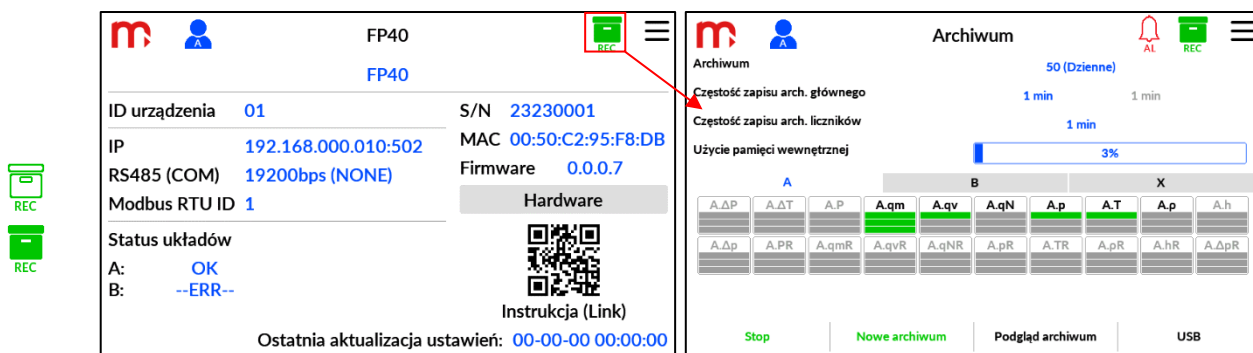 REC
REC
m
A
FP40
REC
FP40
ID urządzenia 01
S/N 23230001
IP 192.168.000.010:502
MAC 00:50:C2:95:F8:DB
RS485 (COM) 19200bps (NONE)
Firmware 0.0.0.7
Modbus RTU ID 1
Hardware
Status układów
A: OK
B: --ERR--
Instrukcja (Link)
Ostatnia aktualizacja ustawień: 00-00-00 00:00:00
m
A
Archiwum
AL
REC
Archiwum 50 (Dzienne)
Częstość zapisu arch. głównego 1 min 1 min
Częstość zapisu arch. liczników 1 min
Użycie pamięci wewnętrznej 3%
A B X
A.ΔP A.ΔT A.P A.qm A.qv A.qN A.p A.T A.ρ A.h
A.Δp A.PR A.qmR A.qvR A.qNR A.pR A.TR A.ρR A.hR A.ΔpR
Stop Nowe archiwum Podgląd archiwum USB